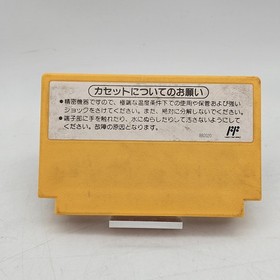 カセットについてのお願い
●精密機器ですので、極端な温度条件下での使用や保管および強い
ショックをさけてください。また、絶対に分解しないでください。
●端子部に手を触れたり、水にぬらしたりして汚さないようにして
ください。故障の原因となります。